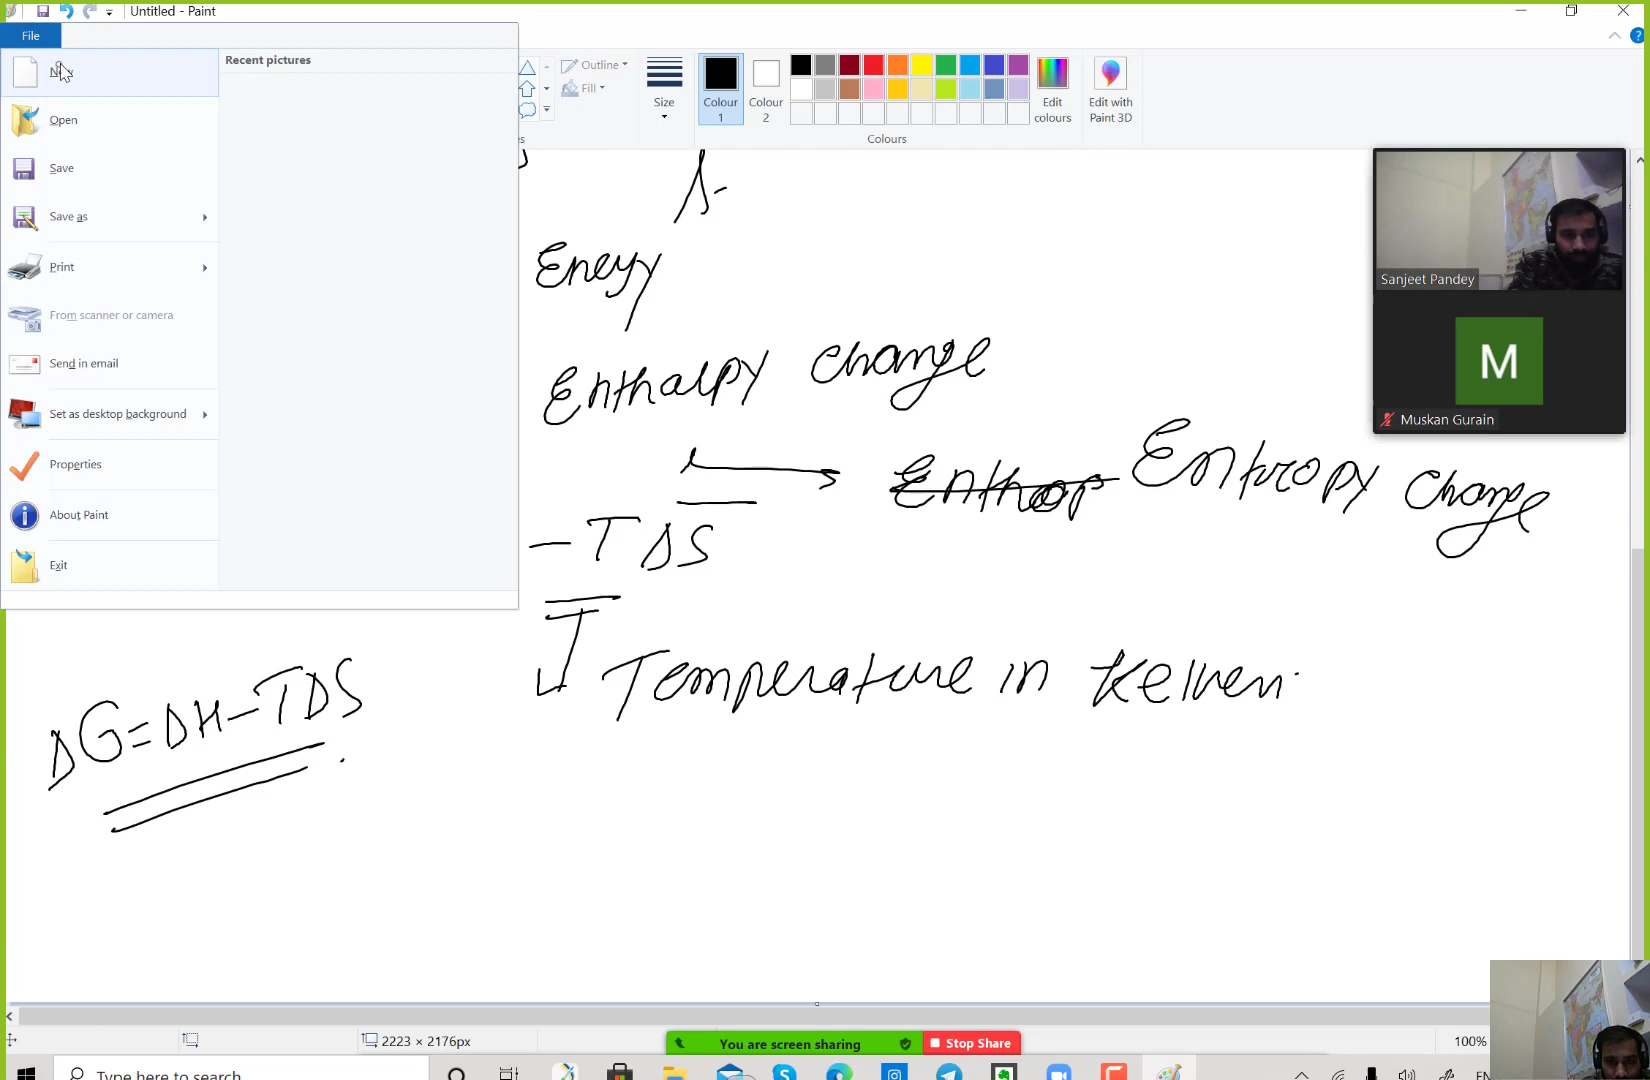 Untitled - Paint
File
New
Recent pictures
Open
Save
Save as
Print
From scanner or camera
Send in email
Set as desktop background
Properties
About Paint
Exit
Outline
Fill
Size
Colour 1
Colour 2
Edit colours
Edit with Paint 3D
Colours
Sanjeet Pandey
M
Muskan Gurain
Eneyy
Enthalpy change
Entropy change
- T Δ S
T
Temperature in Kelven.
ΔG = ΔH - TΔS
2223 × 2176px
You are screen sharing
Stop Share
100%
Type here to search